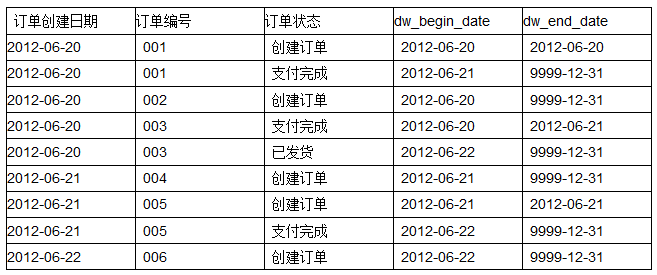 订单创建日期 订单编号 订单状态 dw_begin_date dw_end_date
2012-06-20 001 创建订单 2012-06-20 2012-06-20
2012-06-20 001 支付完成 2012-06-21 9999-12-31
2012-06-20 002 创建订单 2012-06-20 9999-12-31
2012-06-20 003 支付完成 2012-06-20 2012-06-21
2012-06-20 003 已发货 2012-06-22 9999-12-31
2012-06-21 004 创建订单 2012-06-21 9999-12-31
2012-06-21 005 创建订单 2012-06-21 2012-06-21
2012-06-21 005 支付完成 2012-06-22 9999-12-31
2012-06-22 006 创建订单 2012-06-22 9999-12-31